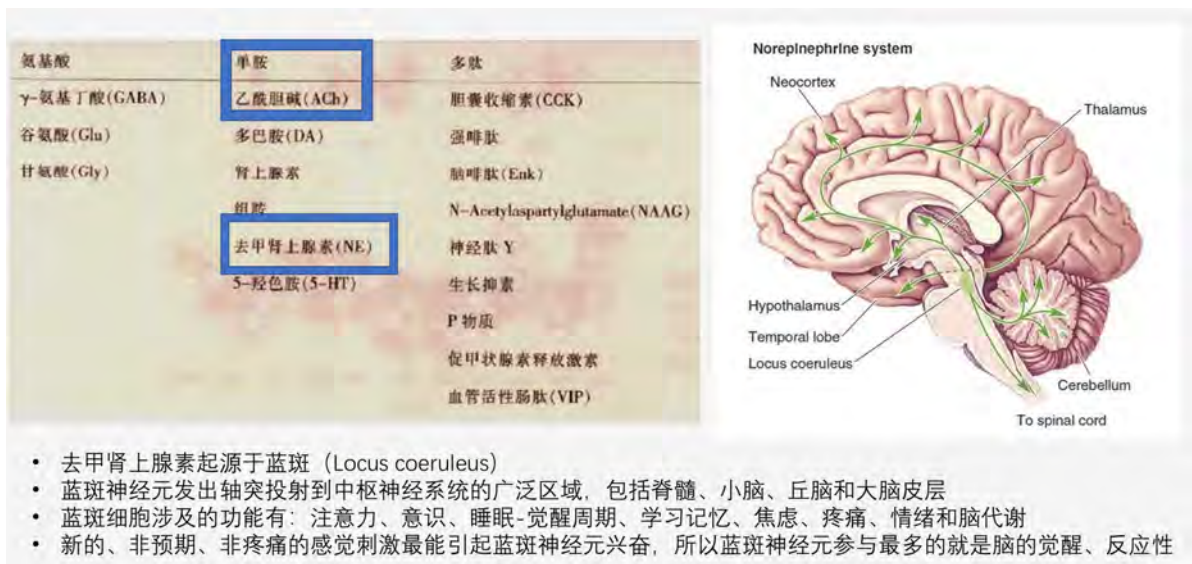 氨基酸 单胺 多肽
γ-氨基丁酸(GABA) 乙酰胆碱(ACh) 胆囊收缩素(CCK)
谷氨酸(Glu) 多巴胺(DA) 强啡肽
甘氨酸(Gly) 肾上腺素 脑啡肽(Enk)
组胺 N-Acetylaspartylglutamate(NAAG)
去甲肾上腺素(NE) 神经肽 Y
5-羟色胺(5-HT) 生长抑素
P 物质
促甲状腺素释放激素
血管活性肠肽(VIP)
Norepinephrine system
Neocortex
Thalamus
Hypothalamus
Temporal lobe
Locus coeruleus
Cerebellum
To spinal cord
• 去甲肾上腺素起源于蓝斑（Locus coeruleus）
• 蓝斑神经元发出轴突投射到中枢神经系统的广泛区域，包括脊髓、小脑、丘脑和大脑皮层
• 蓝斑细胞涉及的功能有：注意力、意识、睡眠-觉醒周期、学习记忆、焦虑、疼痛、情绪和脑代谢
• 新的、非预期、非疼痛的感觉刺激最能引起蓝斑神经元兴奋，所以蓝斑神经元参与最多的就是脑的觉醒、反应性